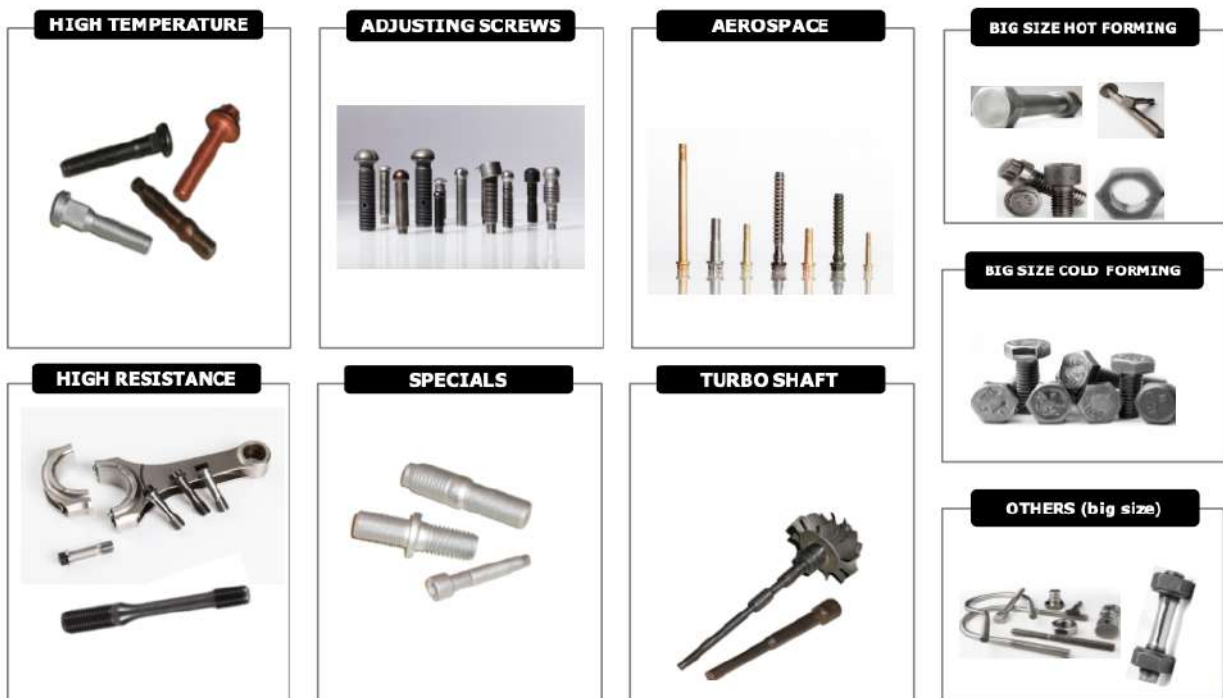 HIGH TEMPERATURE
ADJUSTING SCREWS
AEROSPACE
BIG SIZE HOT FORMING
BIG SIZE COLD FORMING
HIGH RESISTANCE
SPECIALS
TURBO SHAFT
OTHERS (big size)